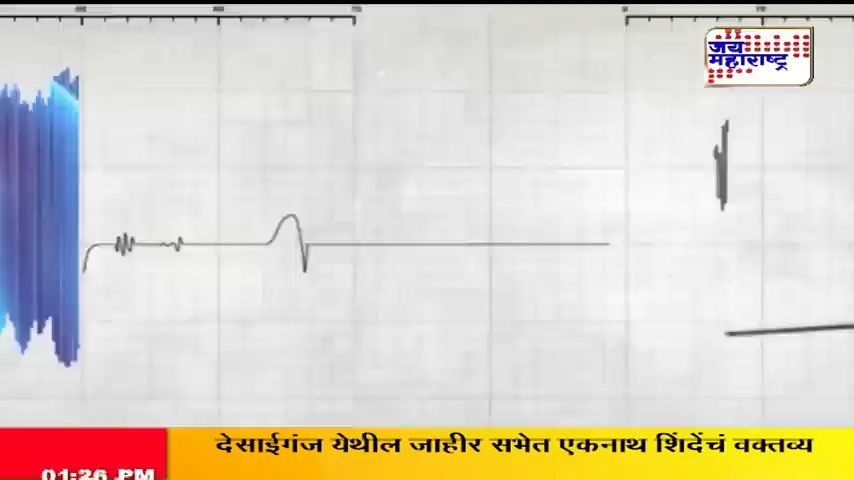 जय
महाराष्ट्र
देसाईगंज येथील जाहीर सभेत एकनाथ शिंदेंचं वक्तव्य
01:26 PM